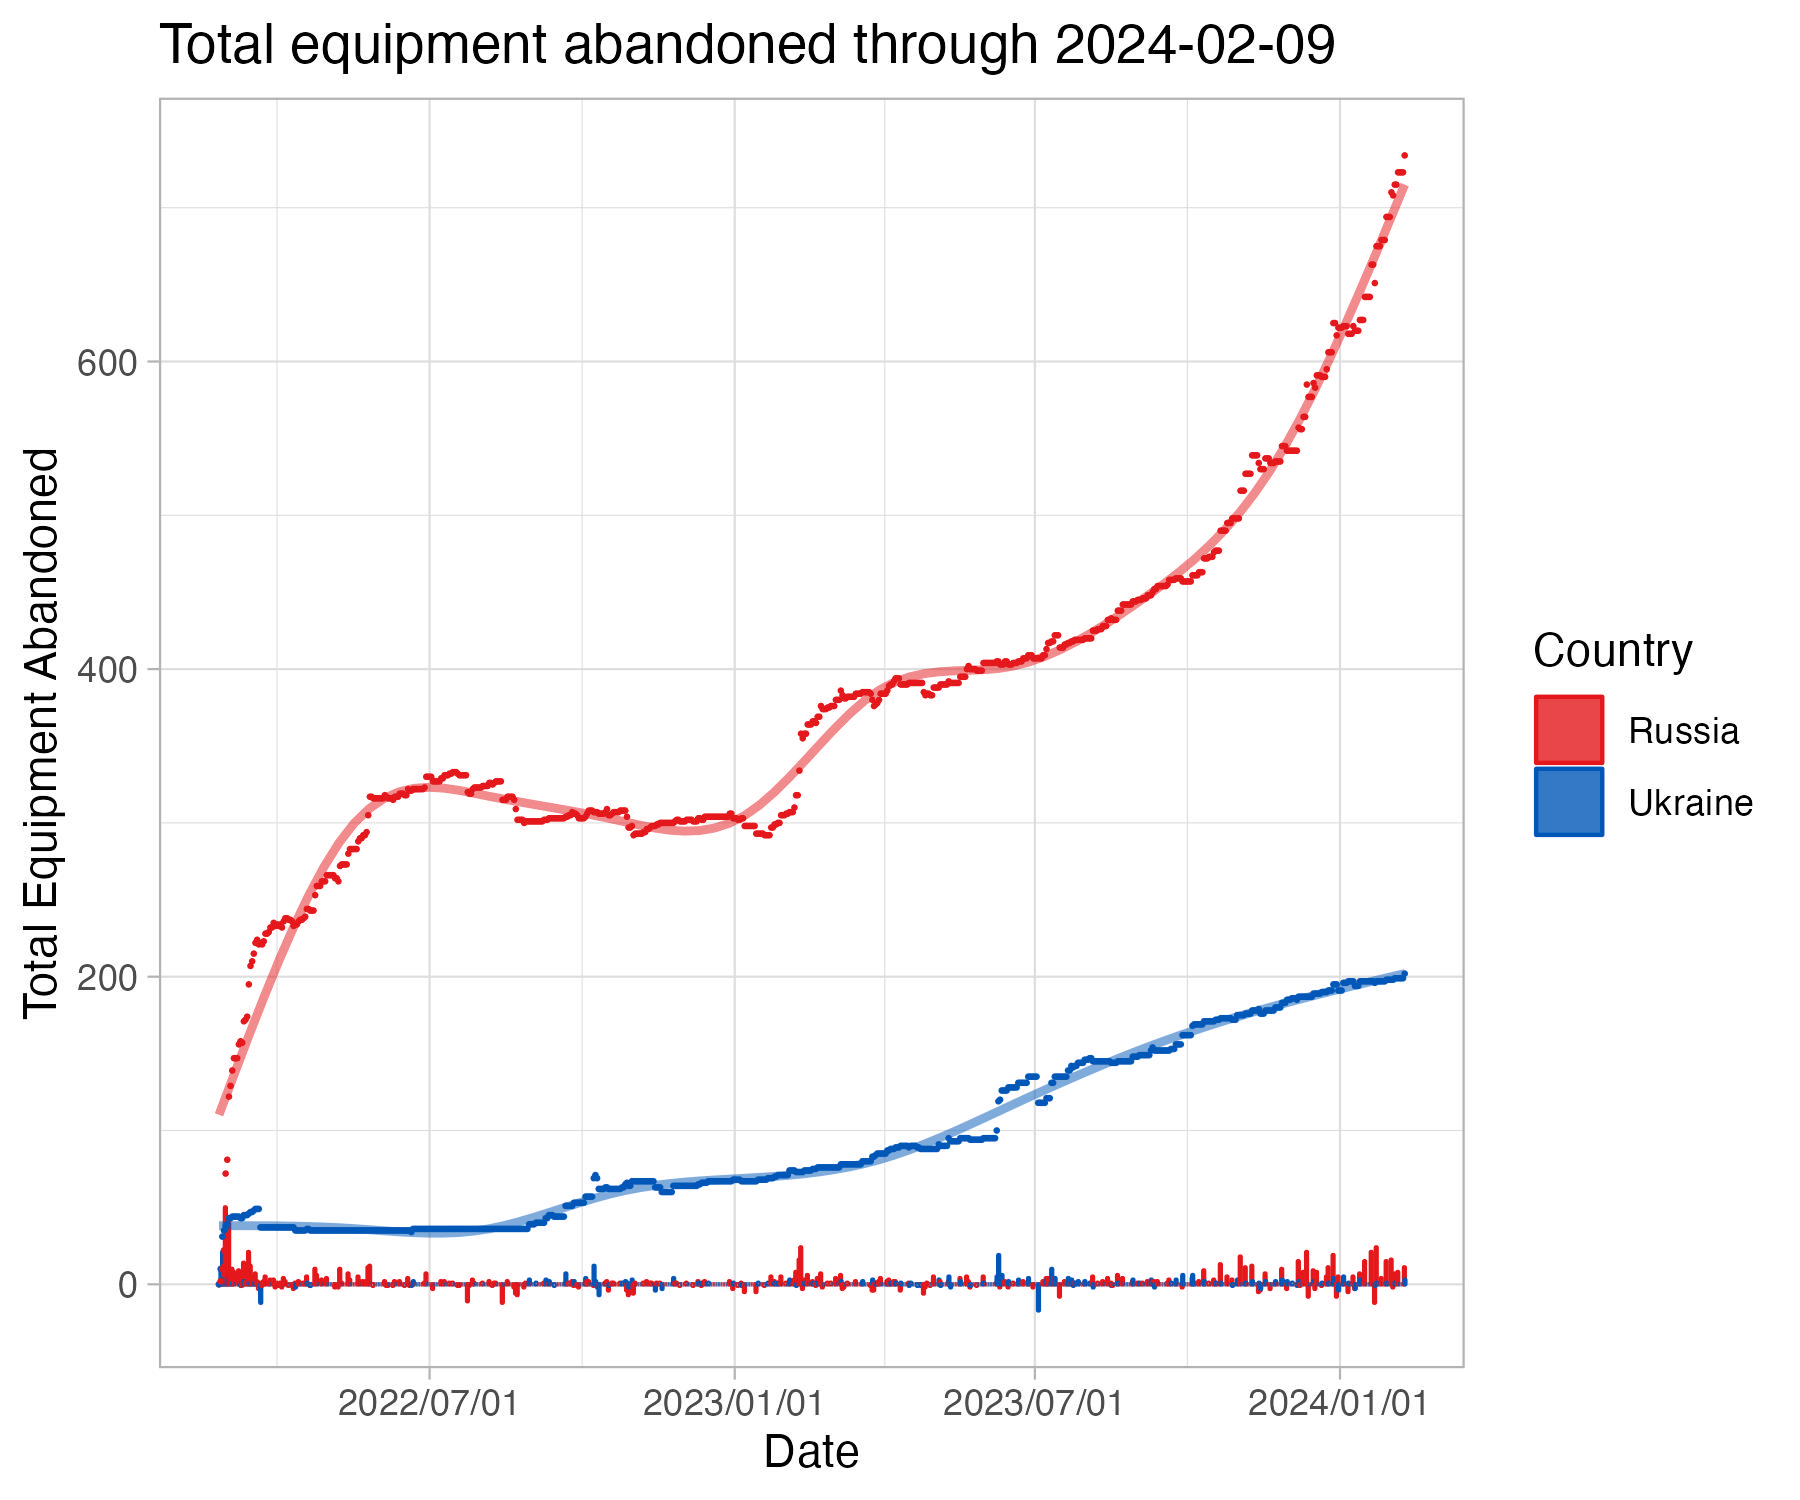 Total equipment abandoned through 2024-02-09
Total Equipment Abandoned
600
400
200
0
2022/07/01
2023/01/01
2023/07/01
2024/01/01
Date
Country
Russia
Ukraine